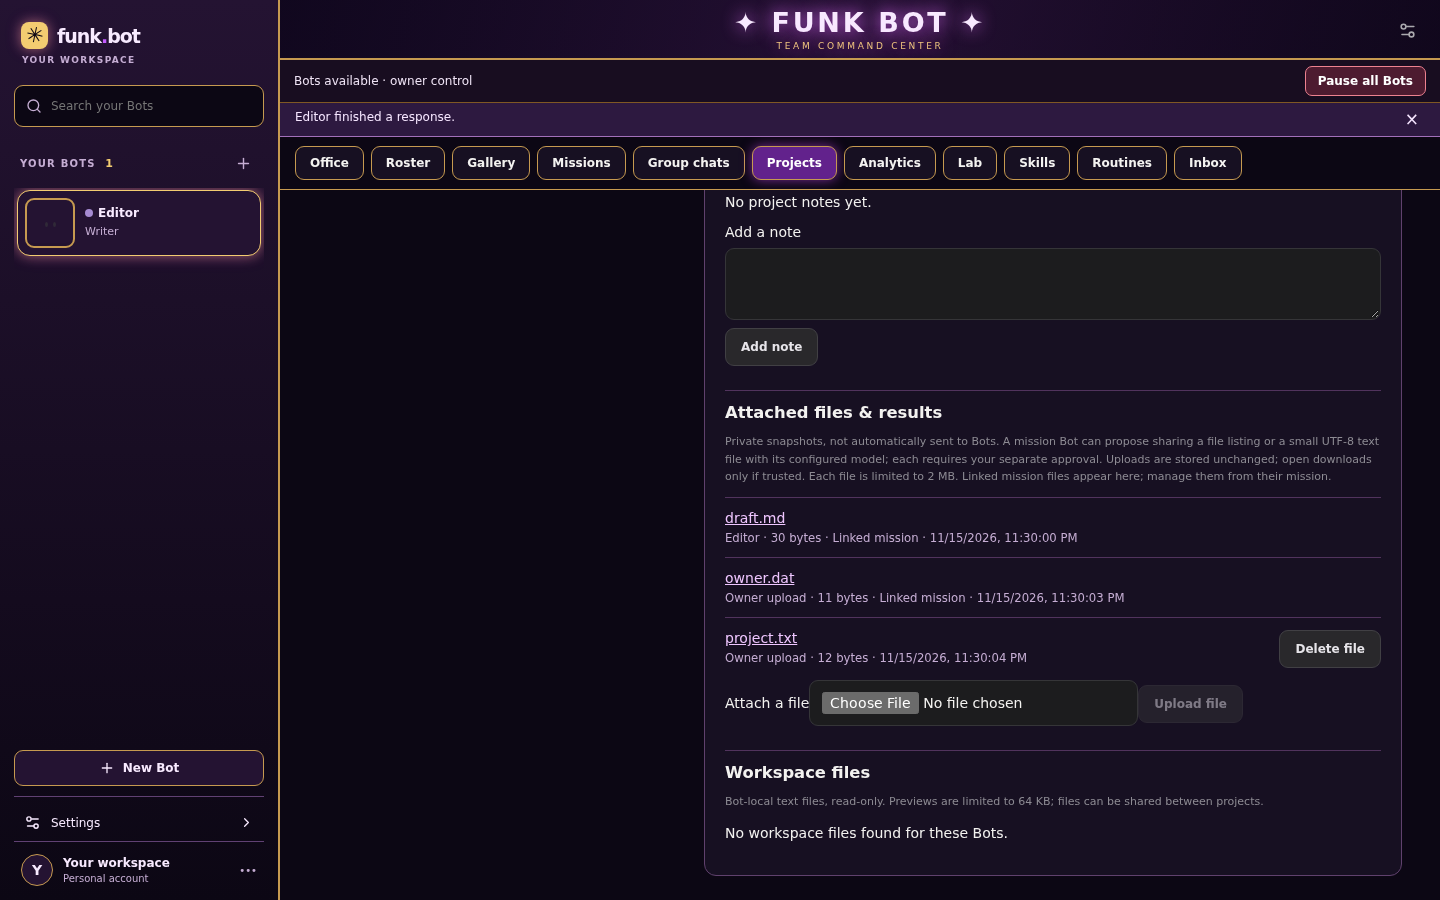 funk.bot
YOUR WORKSPACE
Search your Bots
YOUR BOTS 1
Editor
Writer
New Bot
Settings
Y
Your workspace
Personal account
✦ FUNK BOT ✦
TEAM COMMAND CENTER
Bots available · owner control
Pause all Bots
Editor finished a response.
Office
Roster
Gallery
Missions
Group chats
Projects
Analytics
Lab
Skills
Routines
Inbox
No project notes yet.
Add a note
Add note
Attached files & results
Private snapshots, not automatically sent to Bots. A mission Bot can propose sharing a file listing or a small UTF-8 text
file with its configured model; each requires your separate approval. Uploads are stored unchanged; open downloads
only if trusted. Each file is limited to 2 MB. Linked mission files appear here; manage them from their mission.
draft.md
Editor · 30 bytes · Linked mission · 11/15/2026, 11:30:00 PM
owner.dat
Owner upload · 11 bytes · Linked mission · 11/15/2026, 11:30:03 PM
project.txt
Owner upload · 12 bytes · 11/15/2026, 11:30:04 PM
Delete file
Attach a file Choose File No file chosen Upload file
Workspace files
Bot-local text files, read-only. Previews are limited to 64 KB; files can be shared between projects.
No workspace files found for these Bots.